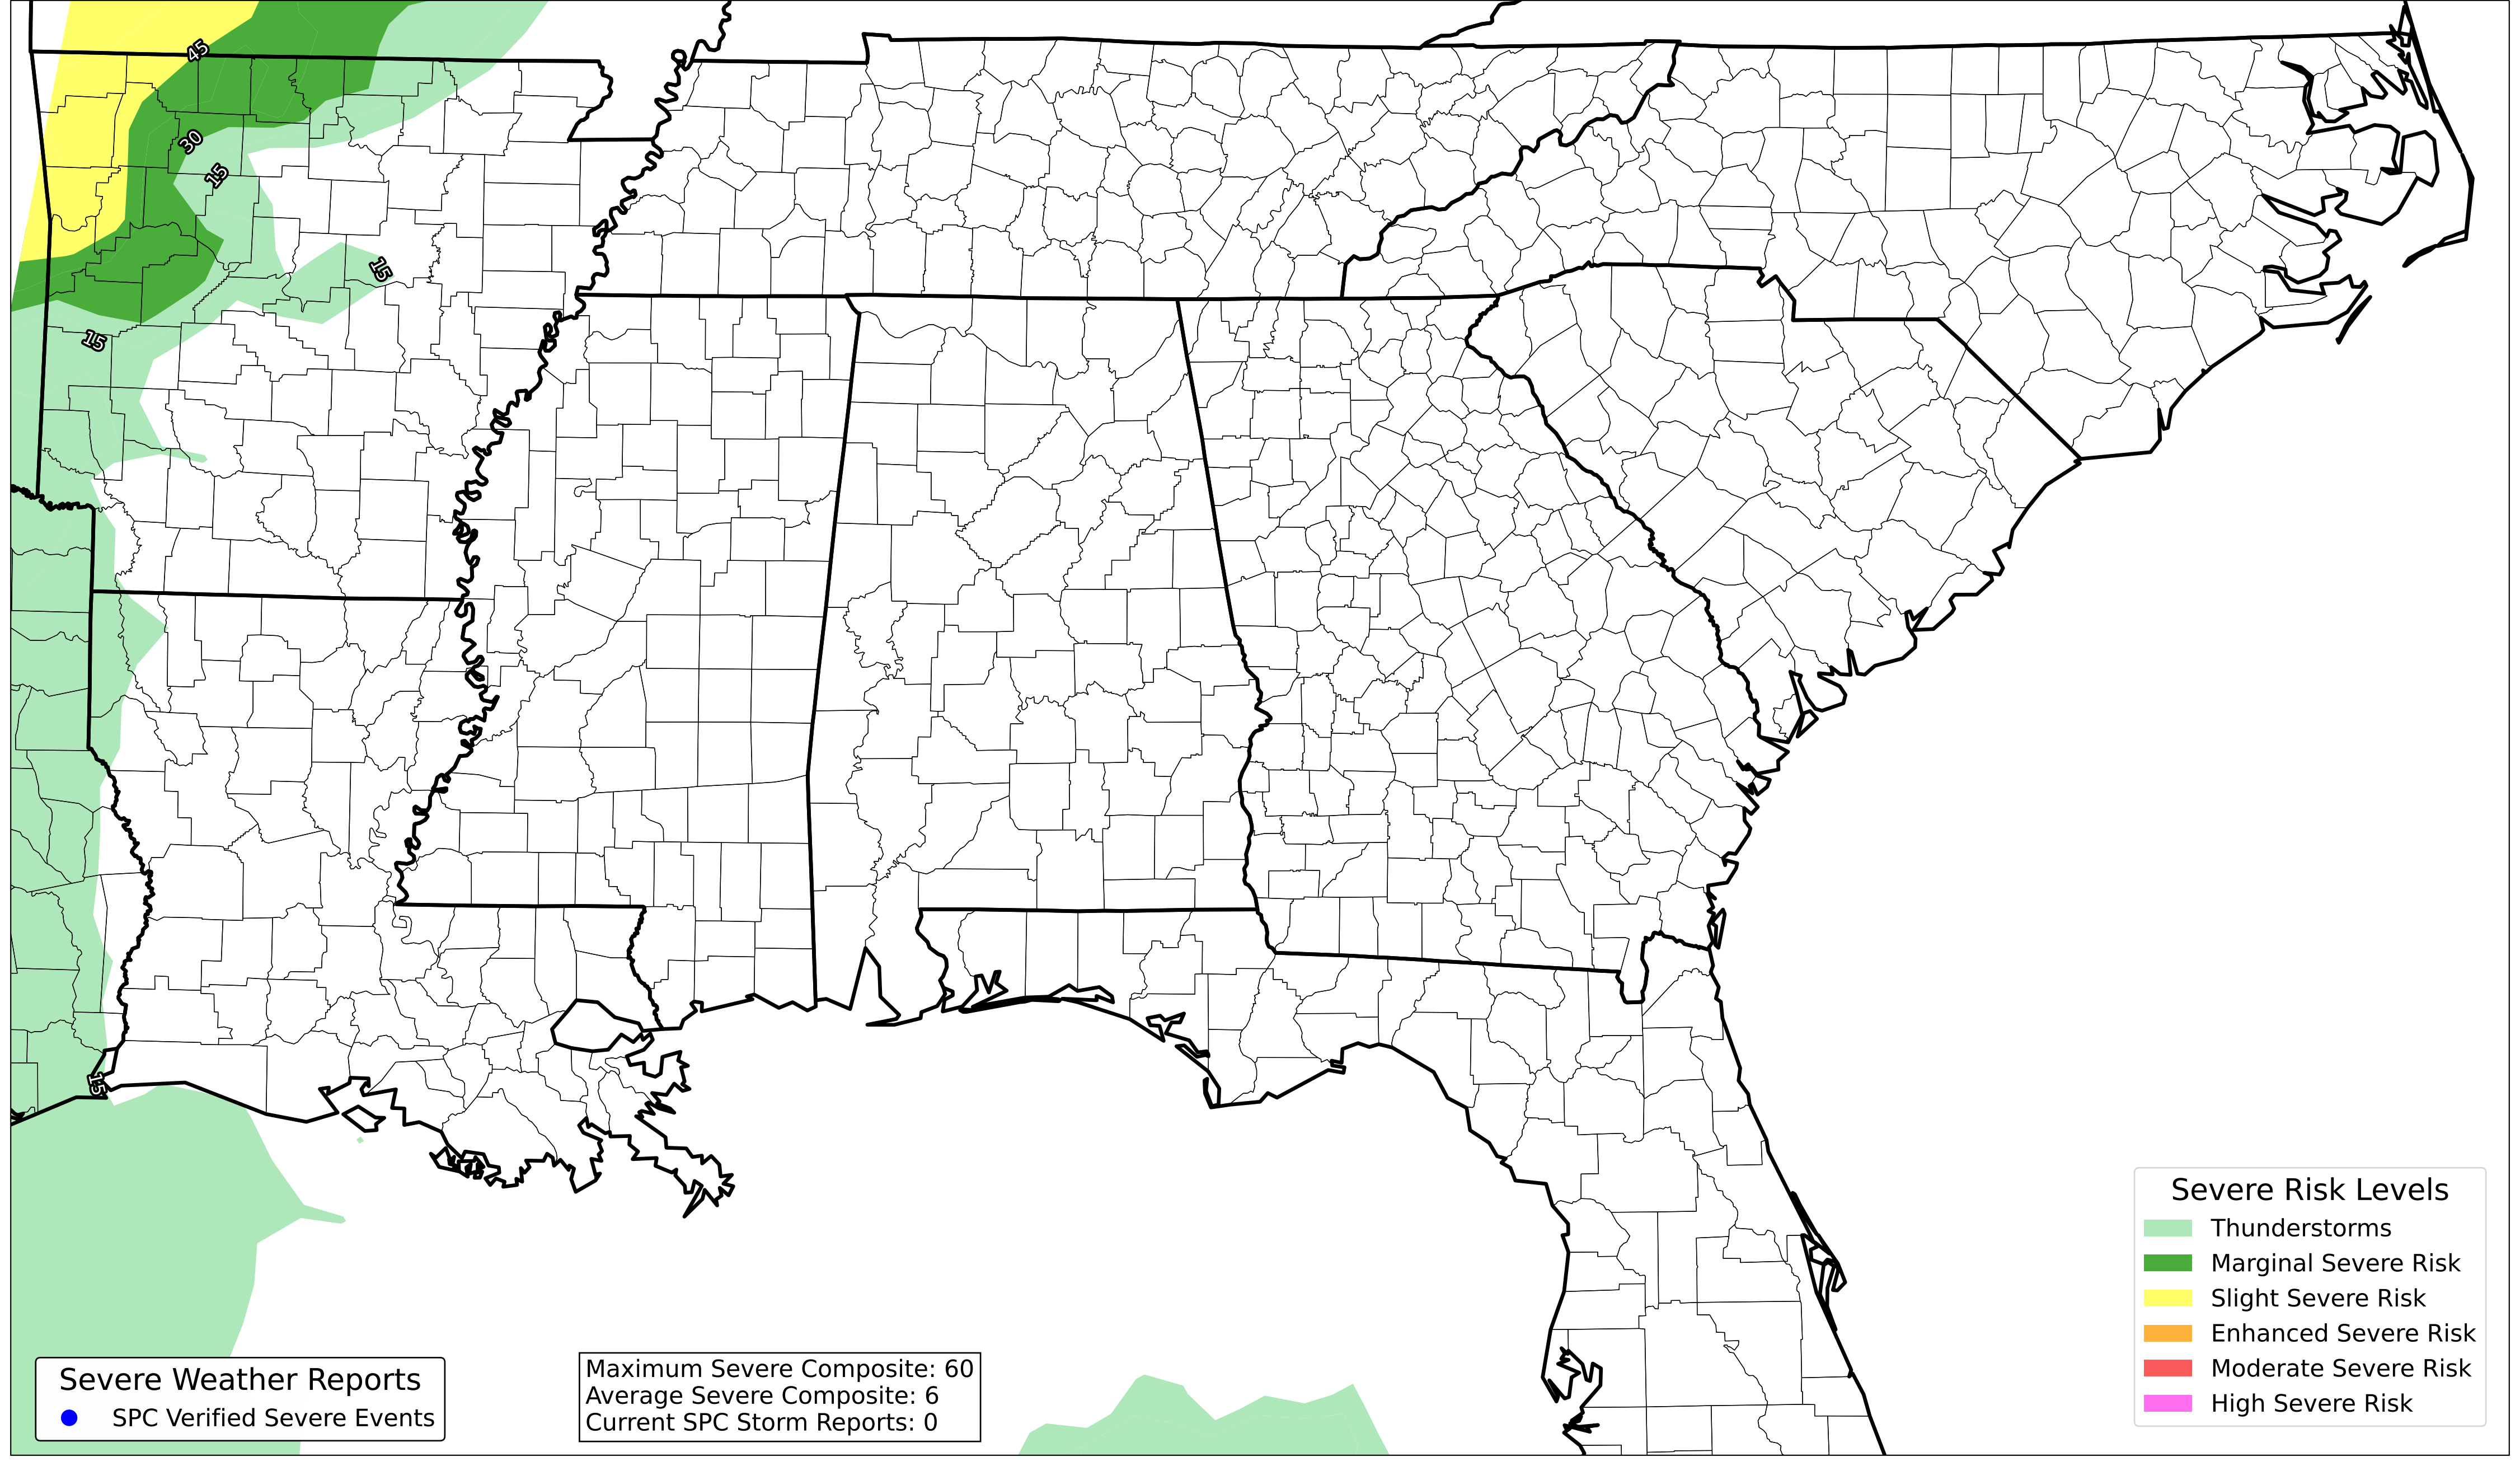 45
30
15
15
15
15
Severe Risk Levels
Thunderstorms
Marginal Severe Risk
Slight Severe Risk
Enhanced Severe Risk
Moderate Severe Risk
High Severe Risk
Severe Weather Reports
SPC Verified Severe Events
Maximum Severe Composite: 60
Average Severe Composite: 6
Current SPC Storm Reports: 0